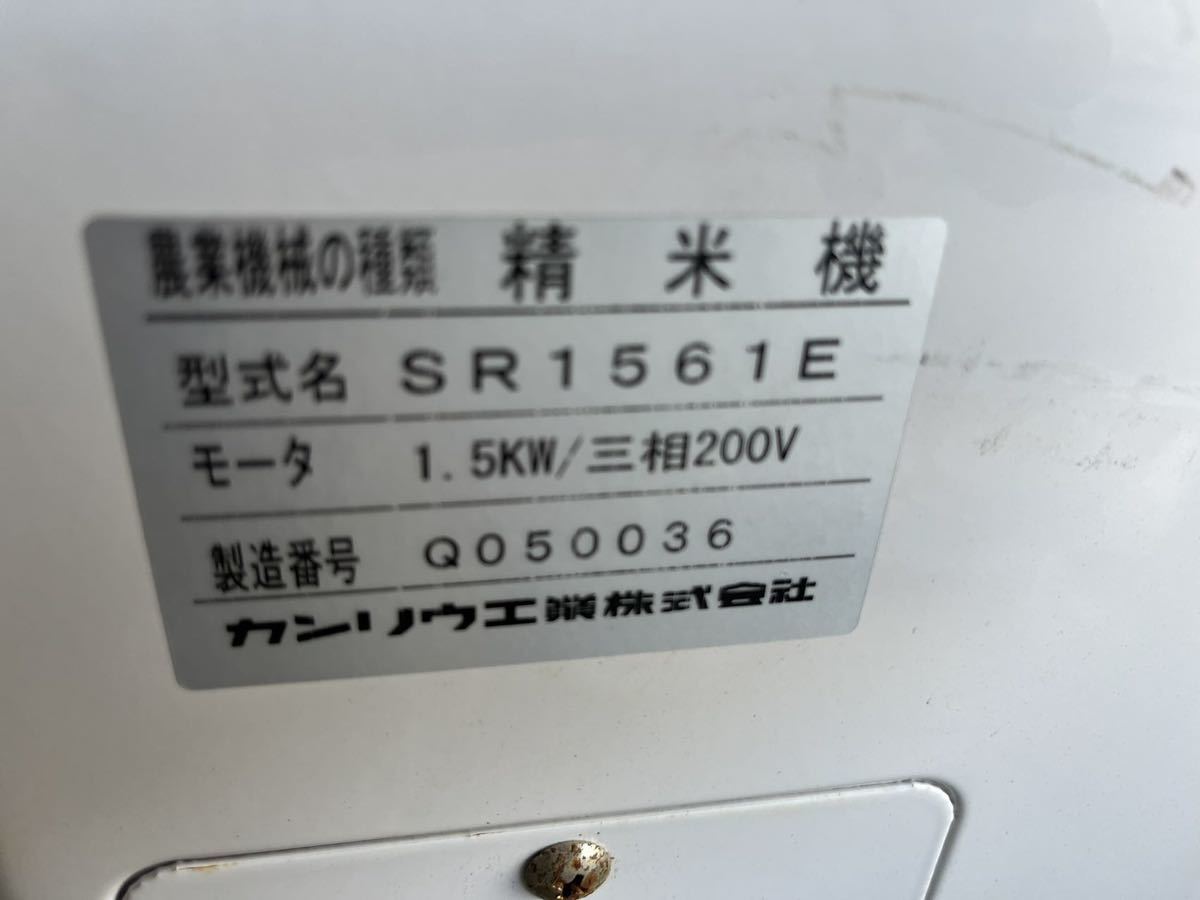 農業機械の種類 精米機
型式名 SR1561E
モータ 1.5KW/三相200V
製造番号 Q050036
カンリウ工業株式会社